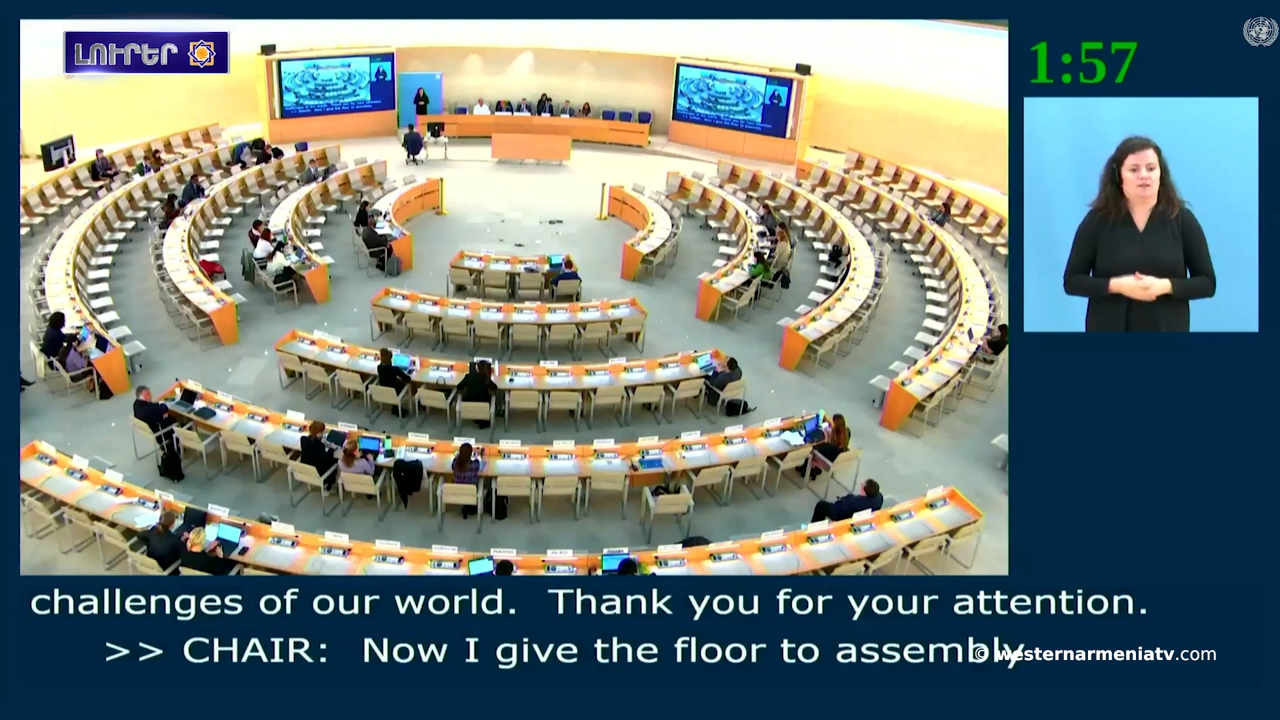 ԼՈՒՐԵՐ
1:57
challenges of our world.  Thank you for your attention.
>> CHAIR:  Now I give the floor to assembly
© westernarmeniatv.com